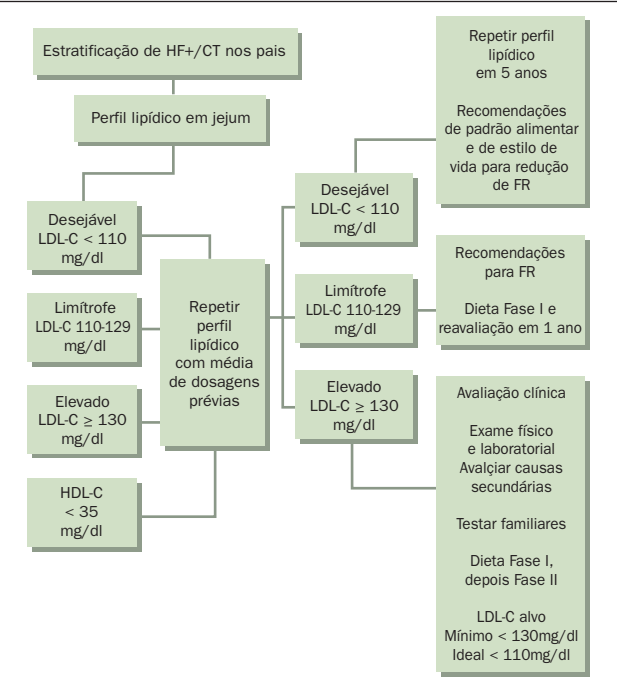 Estratificação de HF+/CT nos pais
Perfil lipídico em jejum
Desejável
LDL-C < 110
mg/dl
Limítrofe
LDL-C 110-129
mg/dl
Elevado
LDL-C ≥ 130
mg/dl
HDL-C
< 35
mg/dl
Repetir
perfil
lipídico
com média
de dosagens
prévias
Desejável
LDL-C < 110
mg/dl
Limítrofe
LDL-C 110-129
mg/dl
Elevado
LDL-C ≥ 130
mg/dl
Repetir perfil
lipídico
em 5 anos
Recomendações
de padrão alimentar
e de estilo de
vida para redução
de FR
Recomendações
para FR
Dieta Fase I e
reavaliação em 1 ano
Avaliação clínica
Exame físico
e laboratorial
Avalçiar causas
secundárias
Testar familiares
Dieta Fase I,
depois Fase II
LDL-C alvo
Mínimo < 130mg/dl
Ideal < 110mg/dl